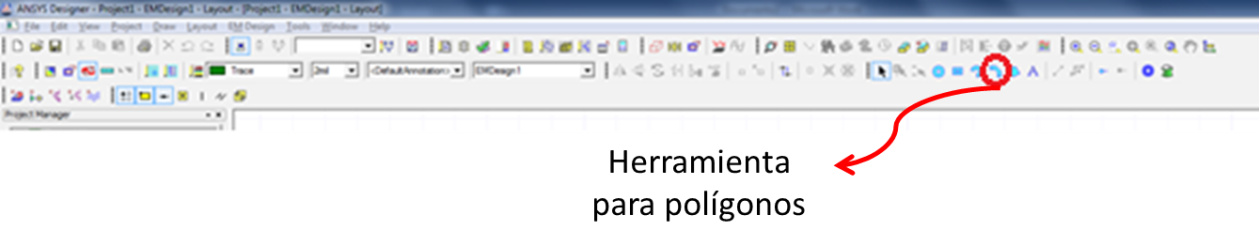 ANSYS Designer - Project1 - EMDesign1 - Layout - [Project1 - EMDesign1 - Layout]
File Edit View Project Draw Layout EM Design Tools Window Help
Trace 2mil <DefaultAnnotation> EMDesign1
Project Manager
Herramienta
para polígonos